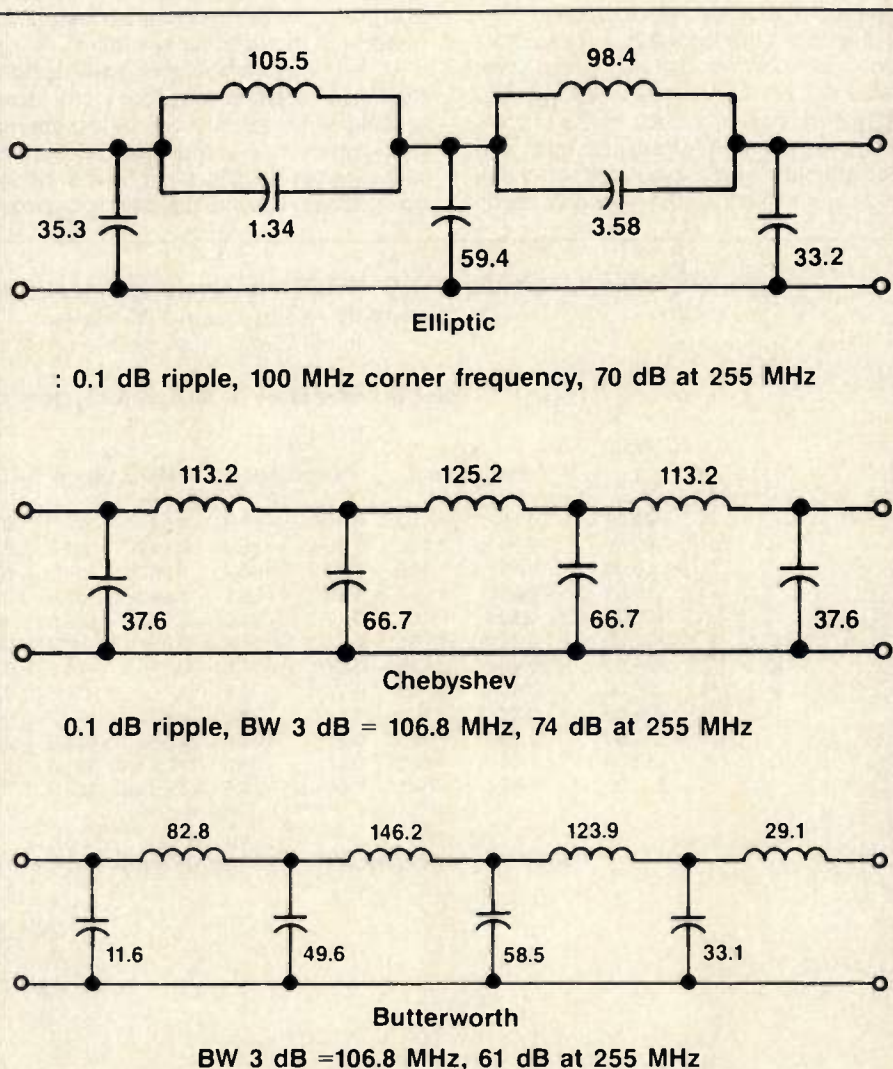 105.5 98.4
35.3 1.34 59.4 3.58 33.2
Elliptic
: 0.1 dB ripple, 100 MHz corner frequency, 70 dB at 255 MHz
113.2 125.2 113.2
37.6 66.7 66.7 37.6
Chebyshev
0.1 dB ripple, BW 3 dB = 106.8 MHz, 74 dB at 255 MHz
82.8 146.2 123.9 29.1
11.6 49.6 58.5 33.1
Butterworth
BW 3 dB =106.8 MHz, 61 dB at 255 MHz